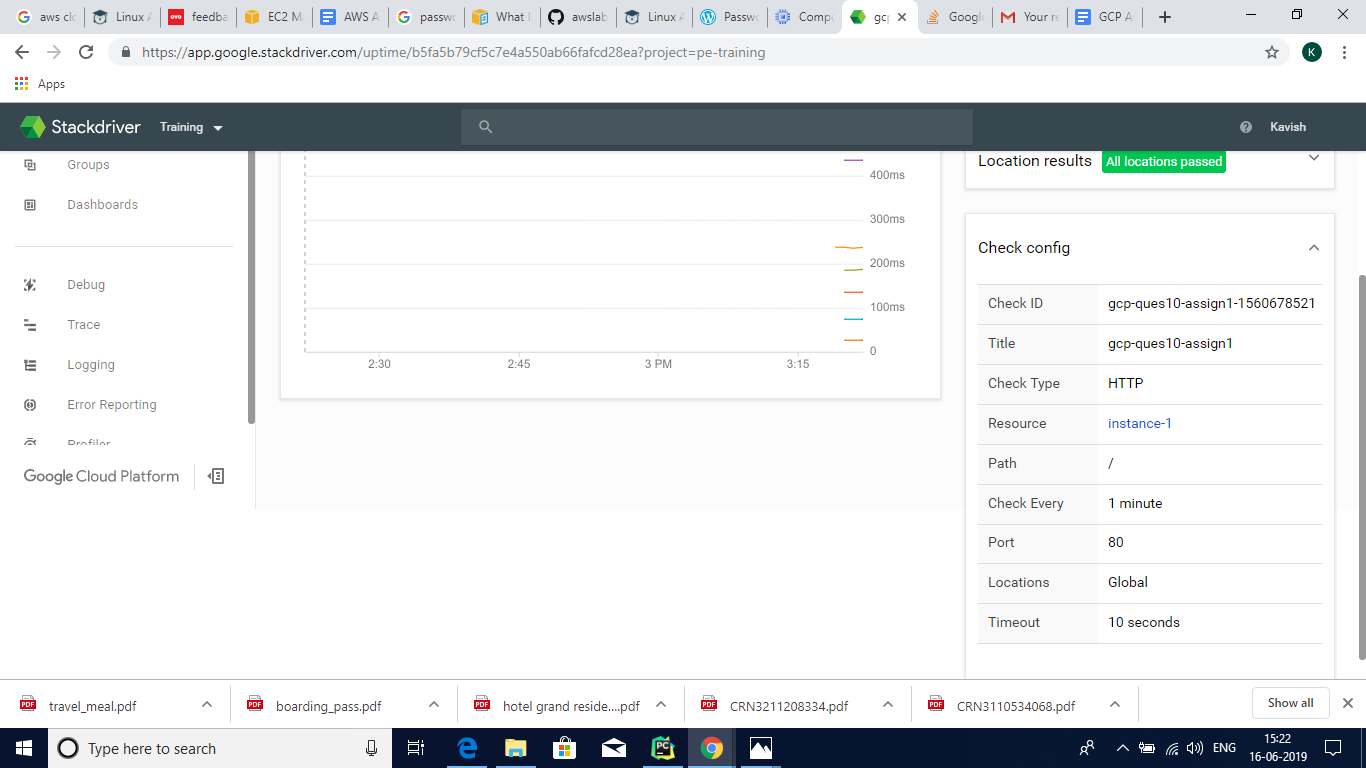 aws clo
Linux A
feedba
EC2 M
AWS A
passwo
What I
awslab
Linux A
Passwo
Compu
gcp
Google
Your re
GCP A
https://app.google.stackdriver.com/uptime/b5fa5b79cf5c7e4a550ab66fafcd28ea?project=pe-training
K
Apps
Stackdriver
Training
Kavish
Groups
Dashboards
Debug
Trace
Logging
Error Reporting
Profiler
Google Cloud Platform
400ms
300ms
200ms
100ms
0
2:30
2:45
3 PM
3:15
Location results All locations passed
Check config
Check ID gcp-ques10-assign1-1560678521
Title gcp-ques10-assign1
Check Type HTTP
Resource instance-1
Path /
Check Every 1 minute
Port 80
Locations Global
Timeout 10 seconds
travel_meal.pdf
boarding_pass.pdf
hotel grand reside....pdf
CRN3211208334.pdf
CRN3110534068.pdf
Show all
Type here to search
ENG
15:22
16-06-2019